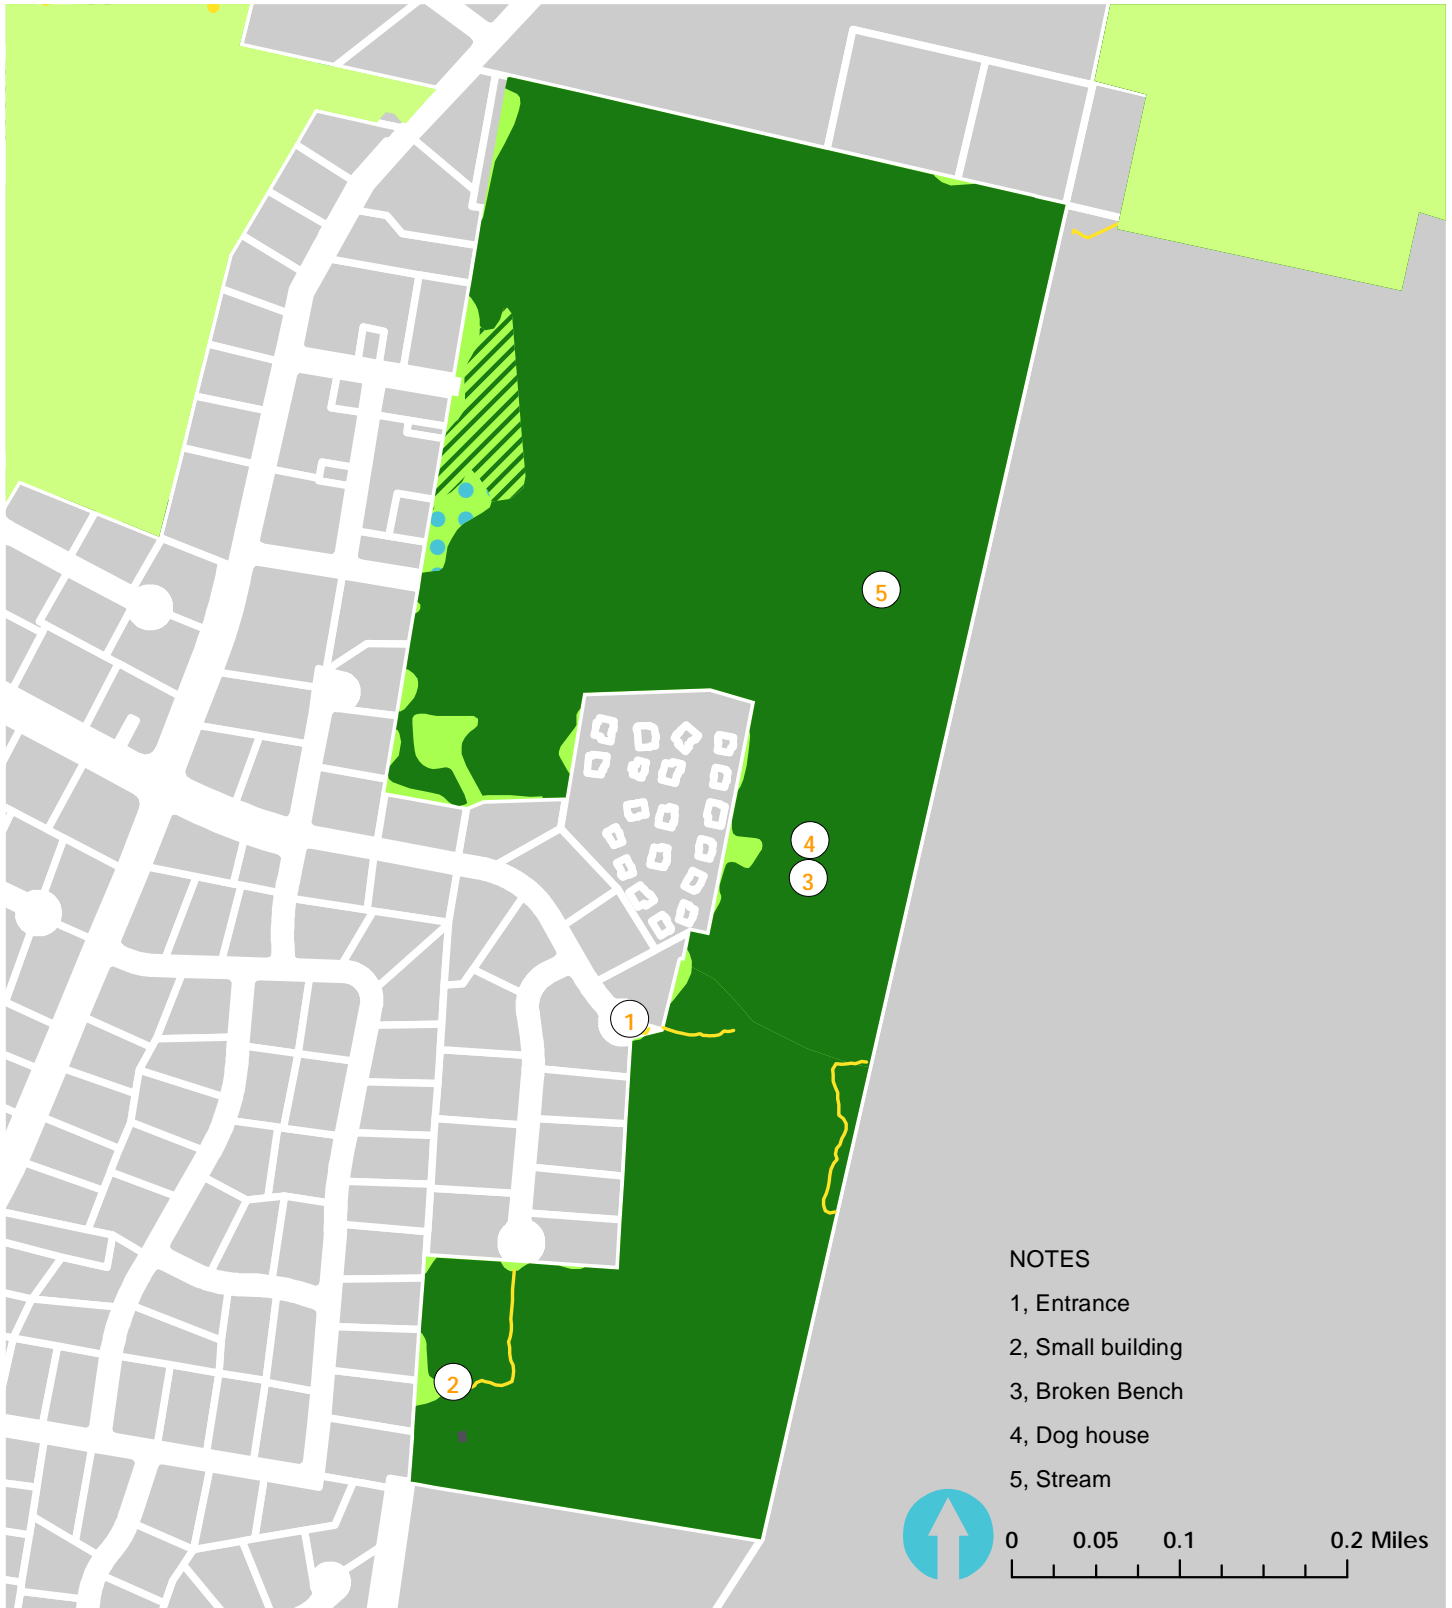 5
4
3
1
2
NOTES
1, Entrance
2, Small building
3, Broken Bench
4, Dog house
5, Stream
0 0.05 0.1 0.2 Miles